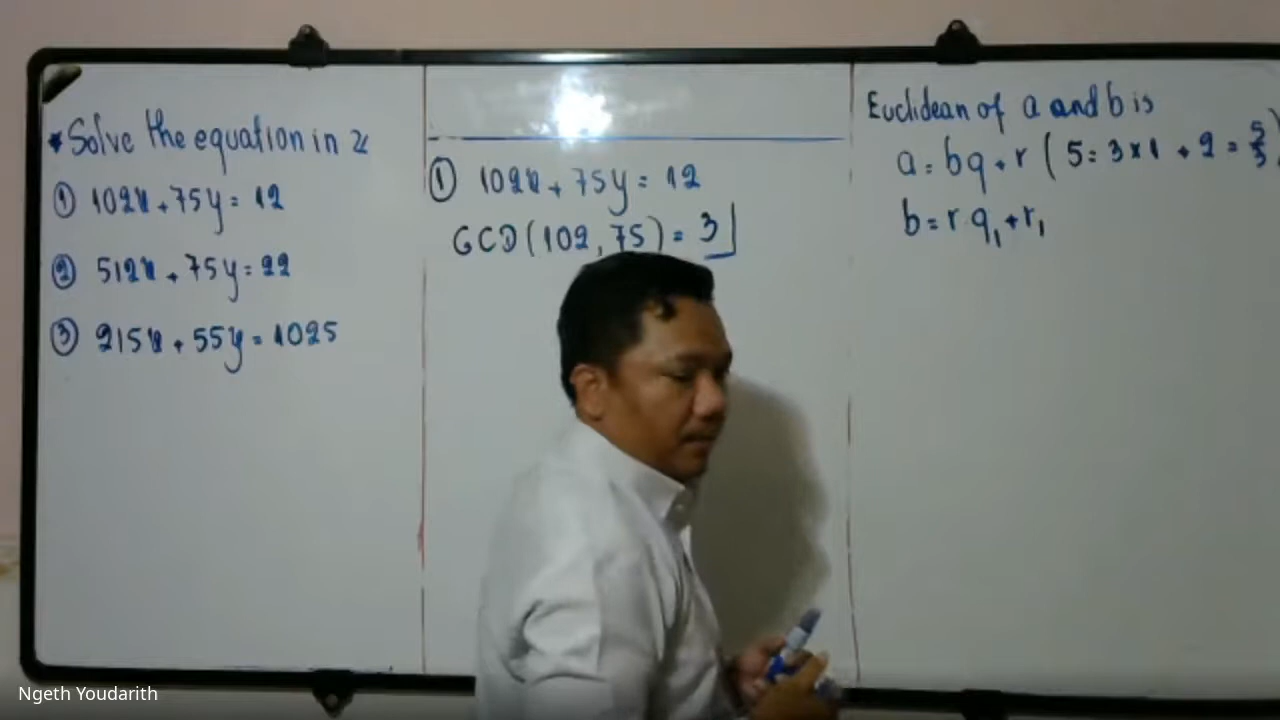 * Solve the equation in ℤ
① 102x + 75y = 12
② 512x + 75y = 22
③ 215x + 55y = 1025
① 102x + 75y = 12
GCD(102, 75) = 3
Euclidean of a and b is
a = bq + r ( 5 = 3 x 1 + 2 = 5/3 )
b = r q₁ + r₁
Ngeth Youdarith